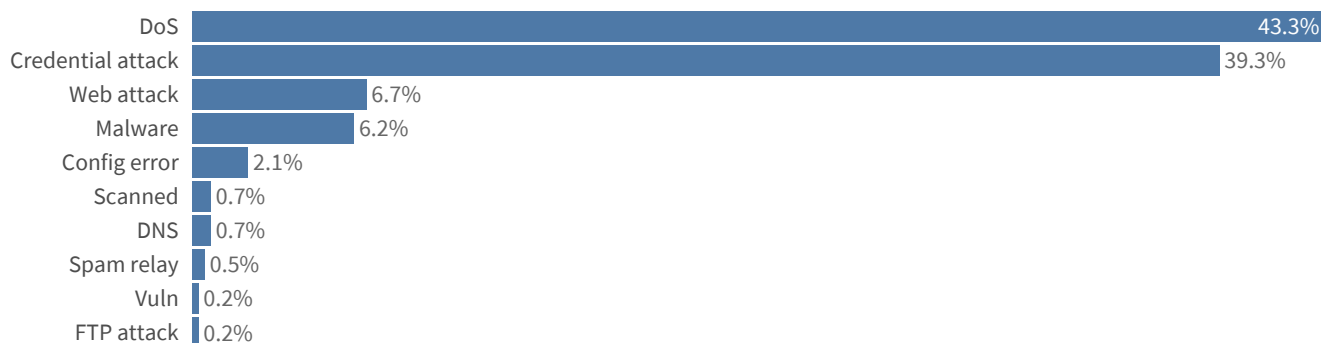 DoS 43.3%
Credential attack 39.3%
Web attack 6.7%
Malware 6.2%
Config error 2.1%
Scanned 0.7%
DNS 0.7%
Spam relay 0.5%
Vuln 0.2%
FTP attack 0.2%